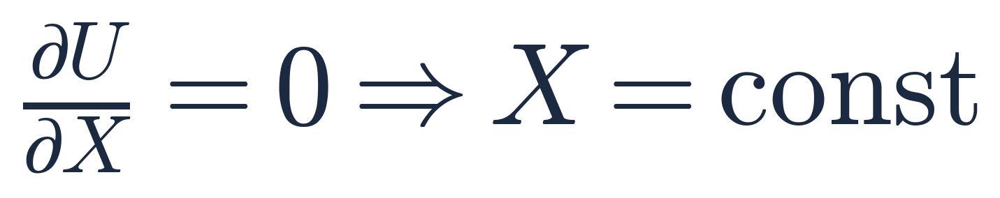 ∂U/∂X = 0 ⇒ X = const